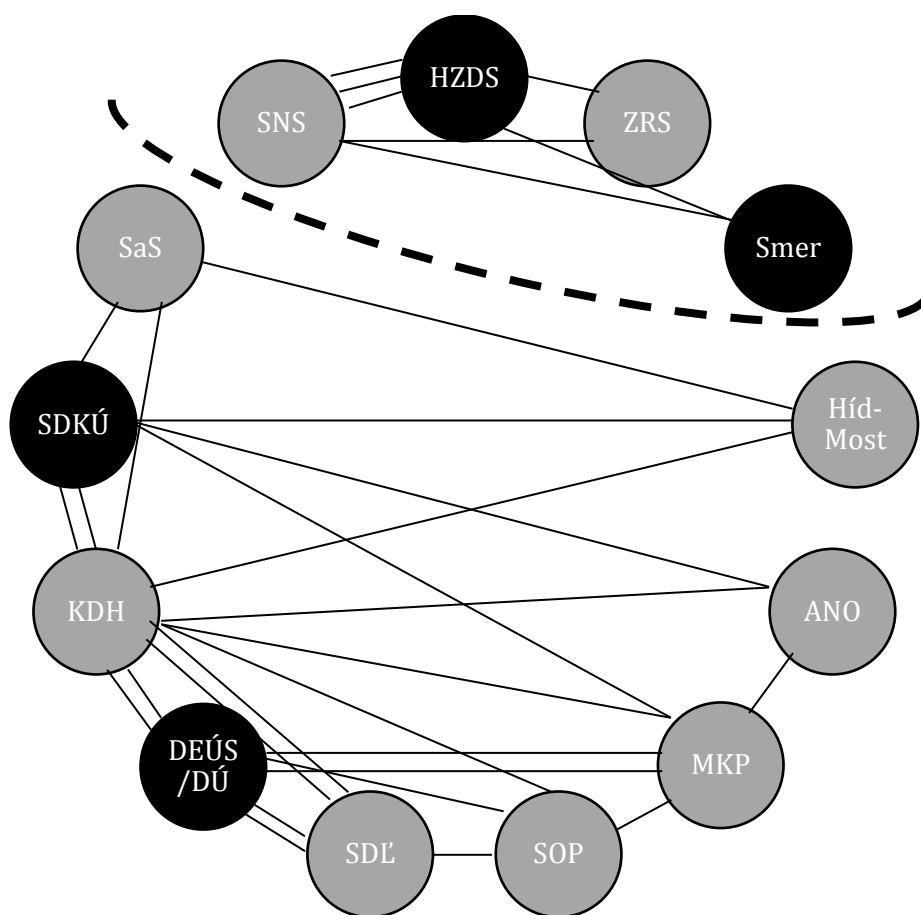 HZDS
SNS
ZRS
SaS
Smer
SDKÚ
Híd-
Most
KDH
ANO
DEÚS
/DÚ
MKP
SDĽ
SOP